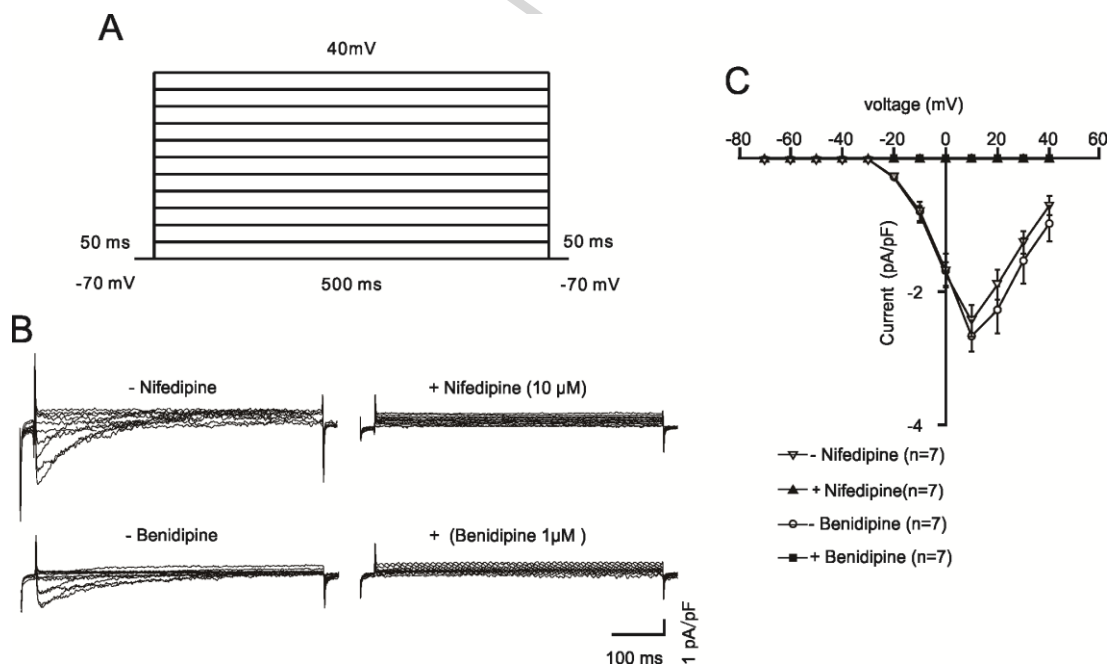 A
40mV
50 ms
50 ms
-70 mV
500 ms
-70 mV
B
- Nifedipine
+ Nifedipine (10 µM)
- Benidipine
+ (Benidipine 1µM )
100 ms
1 pA/pF
C
voltage (mV)
-80 -60 -40 -20 0 20 40 60
Current (pA/pF)
-2
-4
- Nifedipine (n=7)
+ Nifedipine(n=7)
- Benidipine (n=7)
+ Benidipine (n=7)